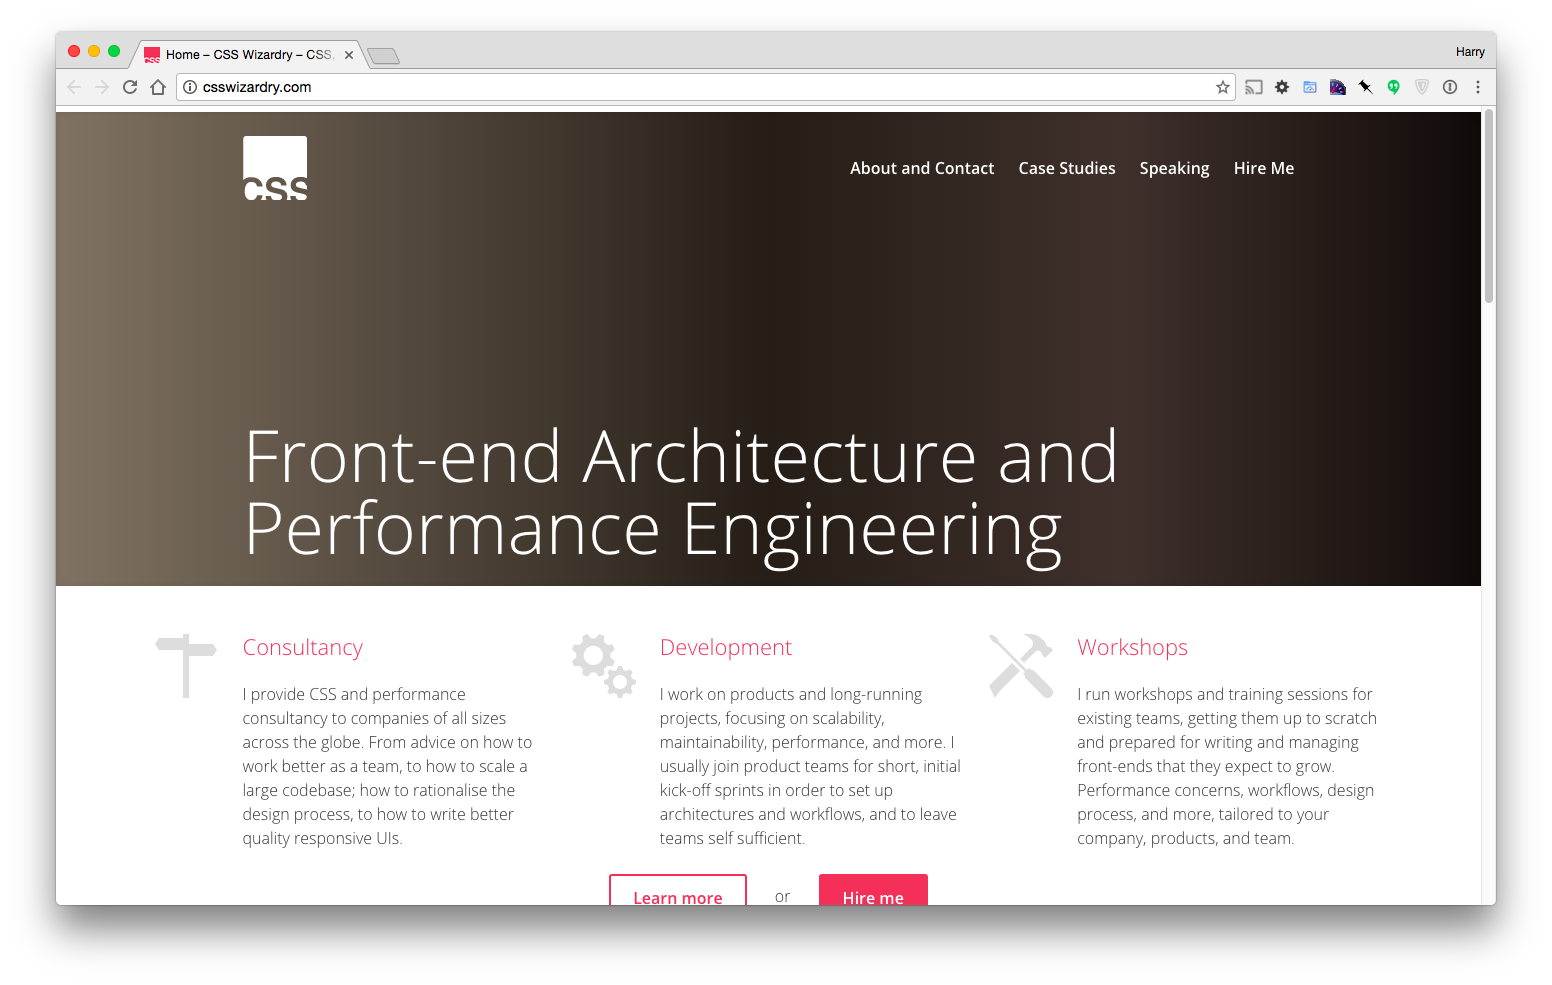 Home – CSS Wizardry – CSS,
Harry
csswizardry.com
CSS
About and Contact
Case Studies
Speaking
Hire Me
Front-end Architecture and
Performance Engineering
Consultancy
I provide CSS and performance
consultancy to companies of all sizes
across the globe. From advice on how to
work better as a team, to how to scale a
large codebase; how to rationalise the
design process, to how to write better
quality responsive UIs.
Development
I work on products and long-running
projects, focusing on scalability,
maintainability, performance, and more. I
usually join product teams for short, initial
kick-off sprints in order to set up
architectures and workflows, and to leave
teams self sufficient.
Workshops
I run workshops and training sessions for
existing teams, getting them up to scratch
and prepared for writing and managing
front-ends that they expect to grow.
Performance concerns, workflows, design
process, and more, tailored to your
company, products, and team.
Learn more
or
Hire me